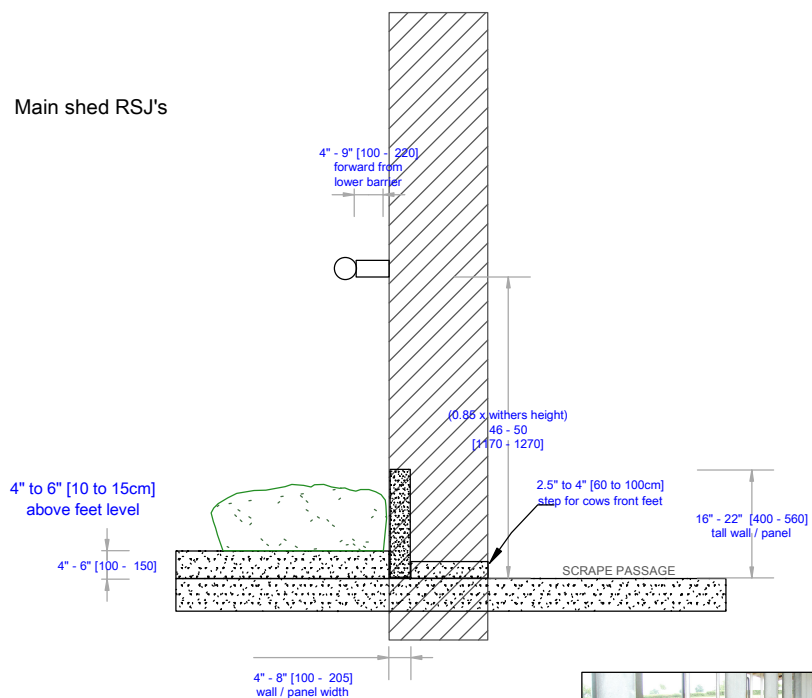 Main shed RSJ's
4" - 9" [100 - 220]
forward from
lower barrier
(0.85 x withers height)
46 - 50
[1170 - 1270]
4" to 6" [10 to 15cm]
above feet level
2.5" to 4" [60 to 100cm]
step for cows front feet
16" - 22" [400 - 560]
tall wall / panel
4" - 6" [100 - 150]
SCRAPE PASSAGE
4" - 8" [100 - 205]
wall / panel width